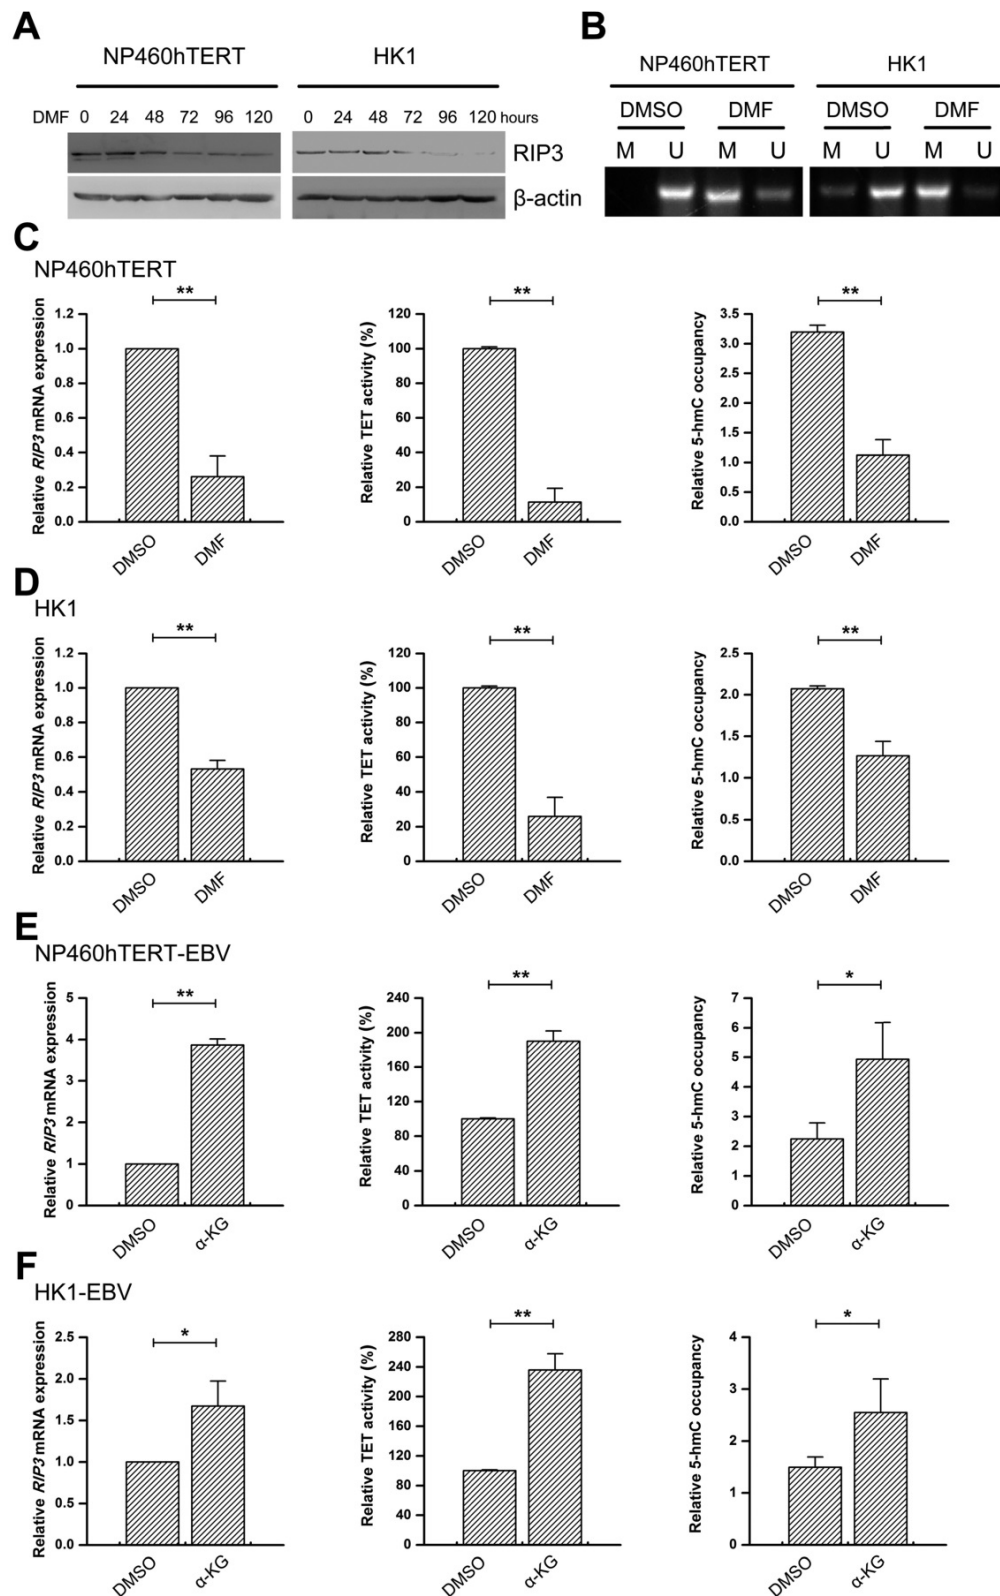 A
NP460hTERT
HK1
DMF 0 24 48 72 96 120
0 24 48 72 96 120 hours
RIP3
β-actin
B
NP460hTERT
HK1
DMSO DMF
DMSO DMF
M U M U
M U M U
C
NP460hTERT
Relative RIP3 mRNA expression
1.2
1.0
0.8
0.6
0.4
0.2
0.0
**
DMSO
DMF
Relative TET activity (%)
120
100
80
60
40
20
0
**
DMSO
DMF
Relative 5-hmC occupancy
3.5
3.0
2.5
2.0
1.5
1.0
0.5
0.0
**
DMSO
DMF
D
HK1
Relative RIP3 mRNA expression
1.2
1.0
0.8
0.6
0.4
0.2
0.0
**
DMSO
DMF
Relative TET activity (%)
120
100
80
60
40
20
0
**
DMSO
DMF
Relative 5-hmC occupancy
2.5
2.0
1.5
1.0
0.5
0.0
**
DMSO
DMF
E
NP460hTERT-EBV
Relative RIP3 mRNA expression
5
4
3
2
1
0
**
DMSO
α-KG
Relative TET activity (%)
240
200
160
120
80
40
0
**
DMSO
α-KG
Relative 5-hmC occupancy
7
6
5
4
3
2
1
0
*
DMSO
α-KG
F
HK1-EBV
Relative RIP3 mRNA expression
2.5
2.0
1.5
1.0
0.5
0.0
*
DMSO
α-KG
Relative TET activity (%)
280
240
200
160
120
80
40
0
**
DMSO
α-KG
Relative 5-hmC occupancy
4
3
2
1
0
*
DMSO
α-KG